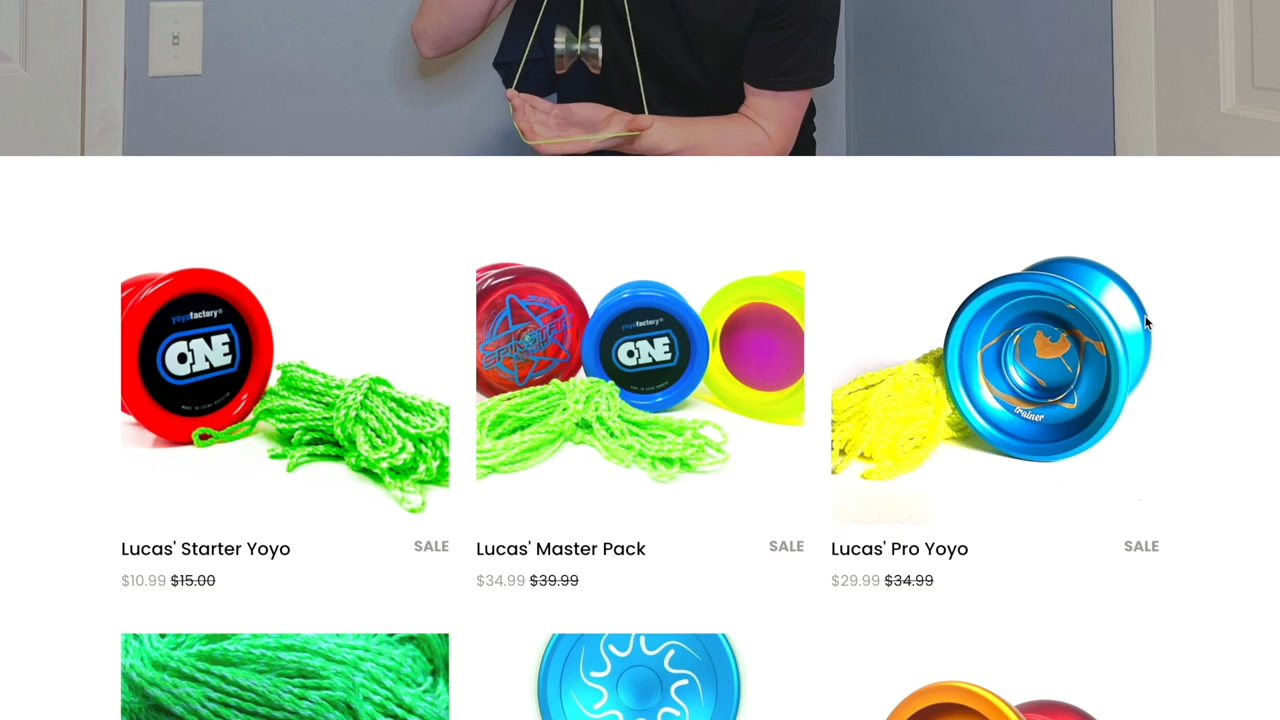 yoyofactory®
ONE
SPINSTAR
yoyofactory®
ONE
trainer
Lucas' Starter Yoyo
SALE
Lucas' Master Pack
SALE
Lucas' Pro Yoyo
SALE
$10.99 $15.00
$34.99 $39.99
$29.99 $34.99